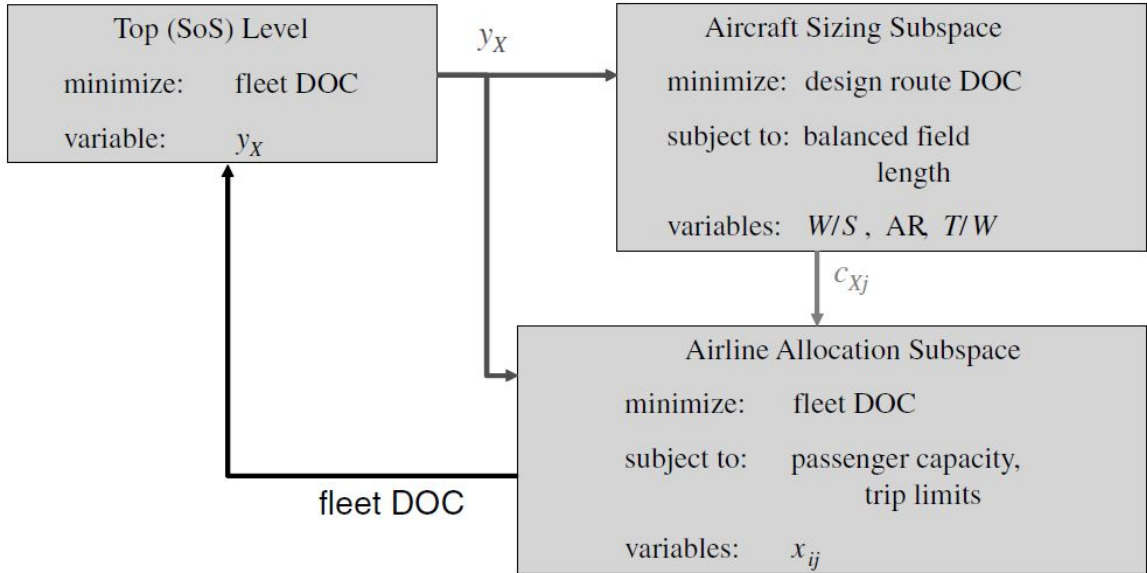 Top (SoS) Level
minimize: fleet DOC
variable: y_X
y_X
Aircraft Sizing Subspace
minimize: design route DOC
subject to: balanced field
length
variables: W/S , AR, T/W
c_Xj
Airline Allocation Subspace
minimize: fleet DOC
subject to: passenger capacity,
trip limits
variables: x_ij
fleet DOC